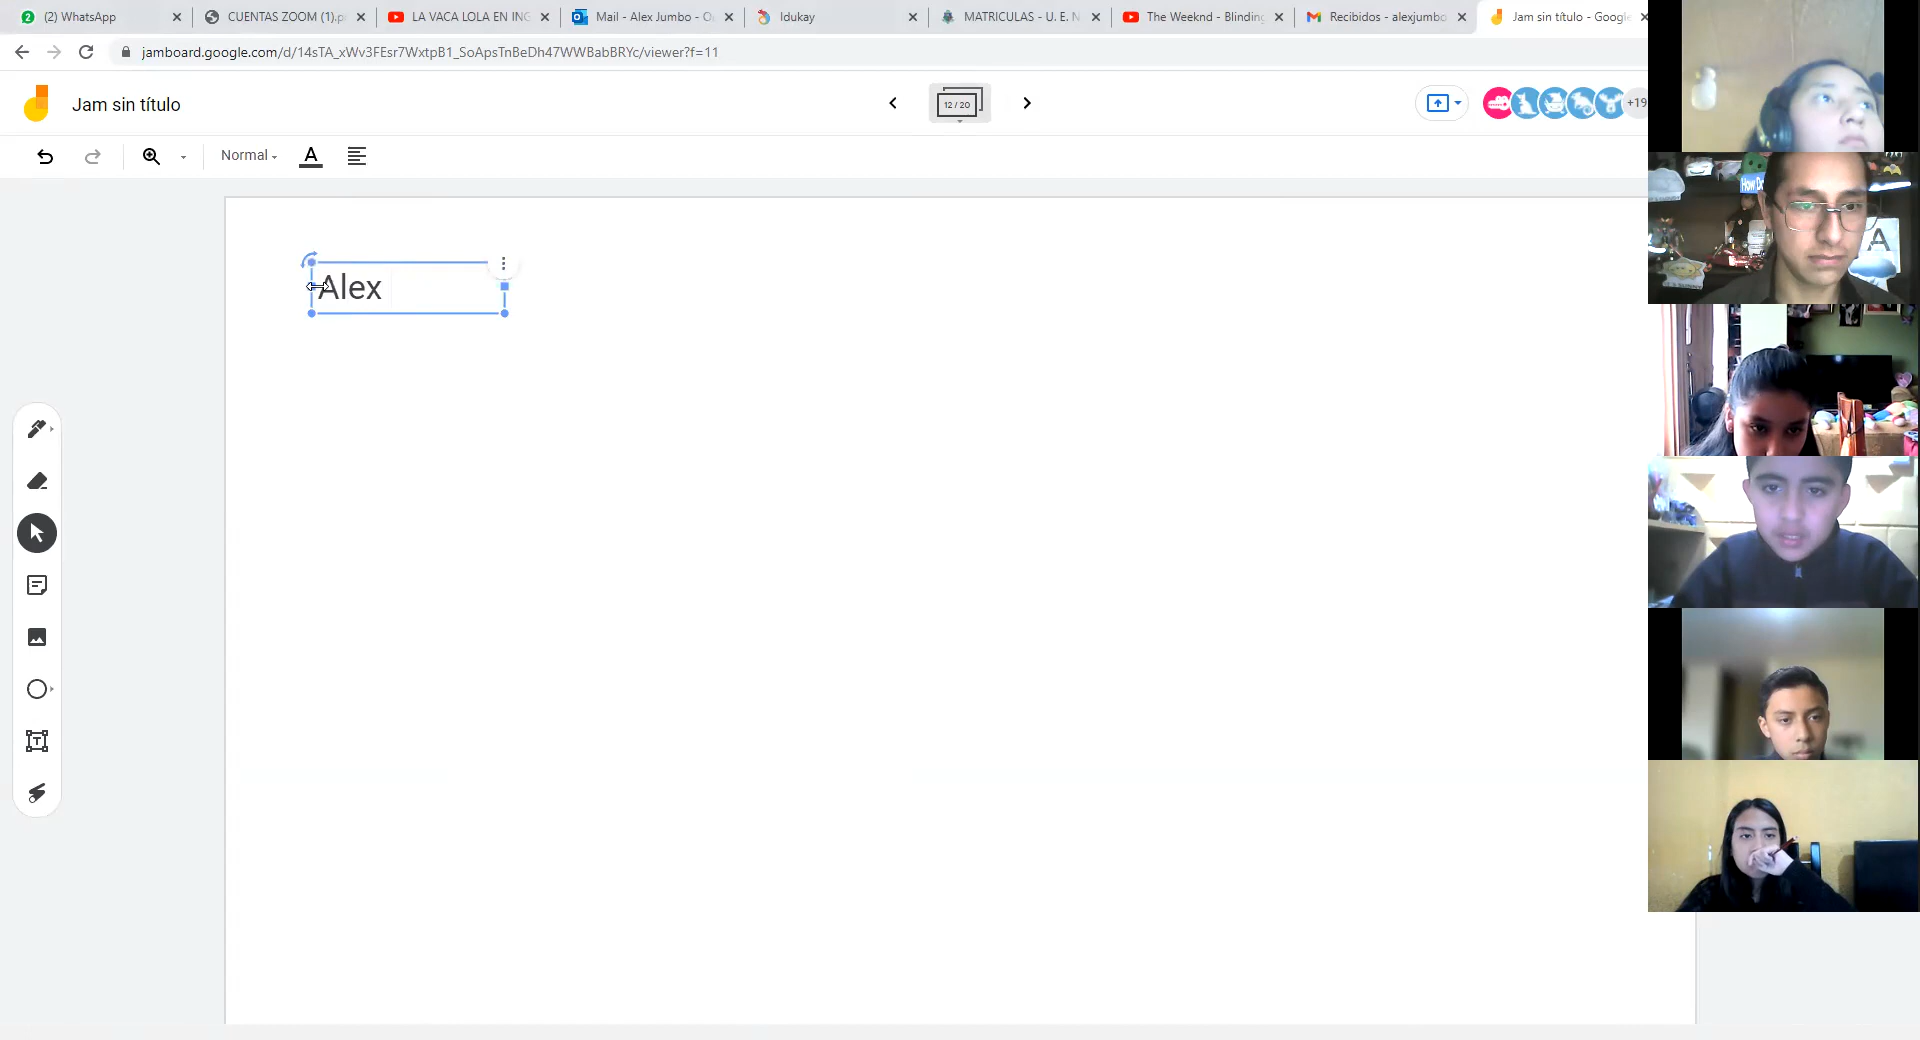 (2) WhatsApp
CUENTAS ZOOM (1).p
LA VACA LOLA EN ING
Mail - Alex Jumbo - O
Idukay
MATRICULAS - U. E. N
The Weeknd - Blinding
Recibidos - alexjumbo
Jam sin título - Google
jamboard.google.com/d/14sTA_xWv3FEsr7WxtpB1_SoApsTnBeDh47WWBabBRYc/viewer?f=11
Jam sin título
12 / 20
+19
Normal
A
Alex
How Do
A